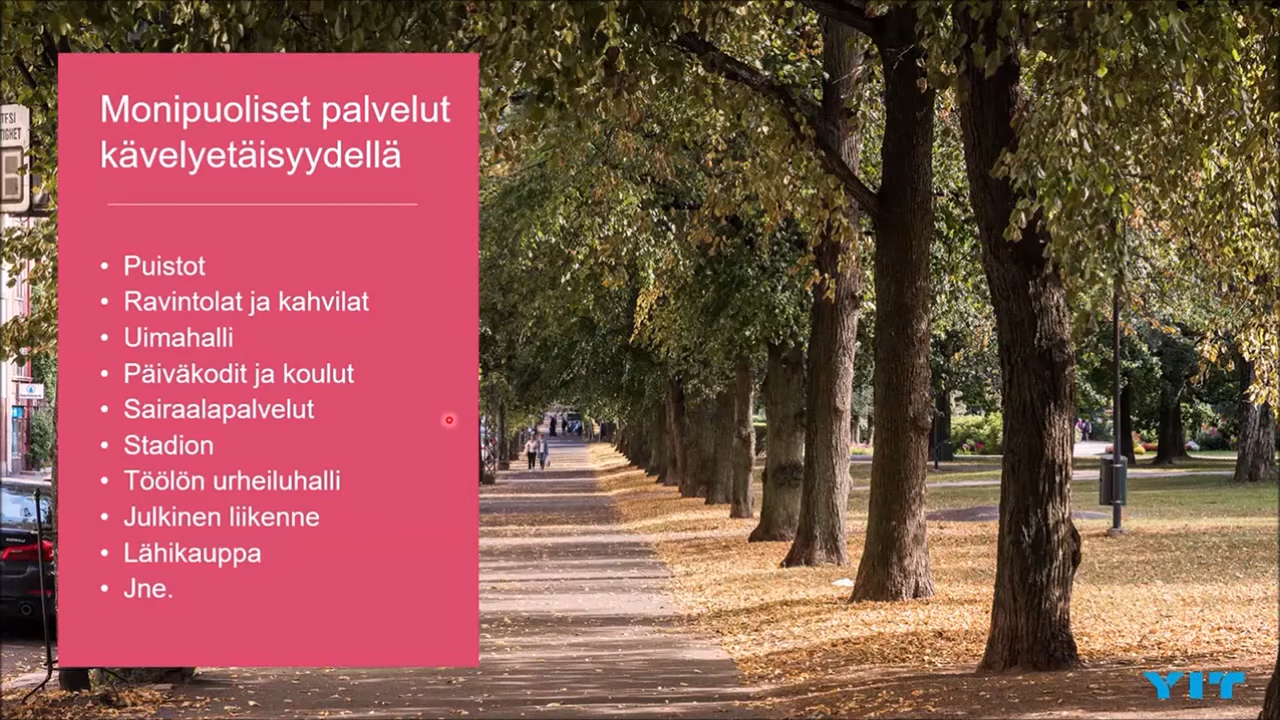 Monipuoliset palvelut
kävelyetäisyydellä
• Puistot
• Ravintolat ja kahvilat
• Uimahalli
• Päiväkodit ja koulut
• Sairaalapalvelut
• Stadion
• Töölön urheiluhalli
• Julkinen liikenne
• Lähikauppa
• Jne.
YIT